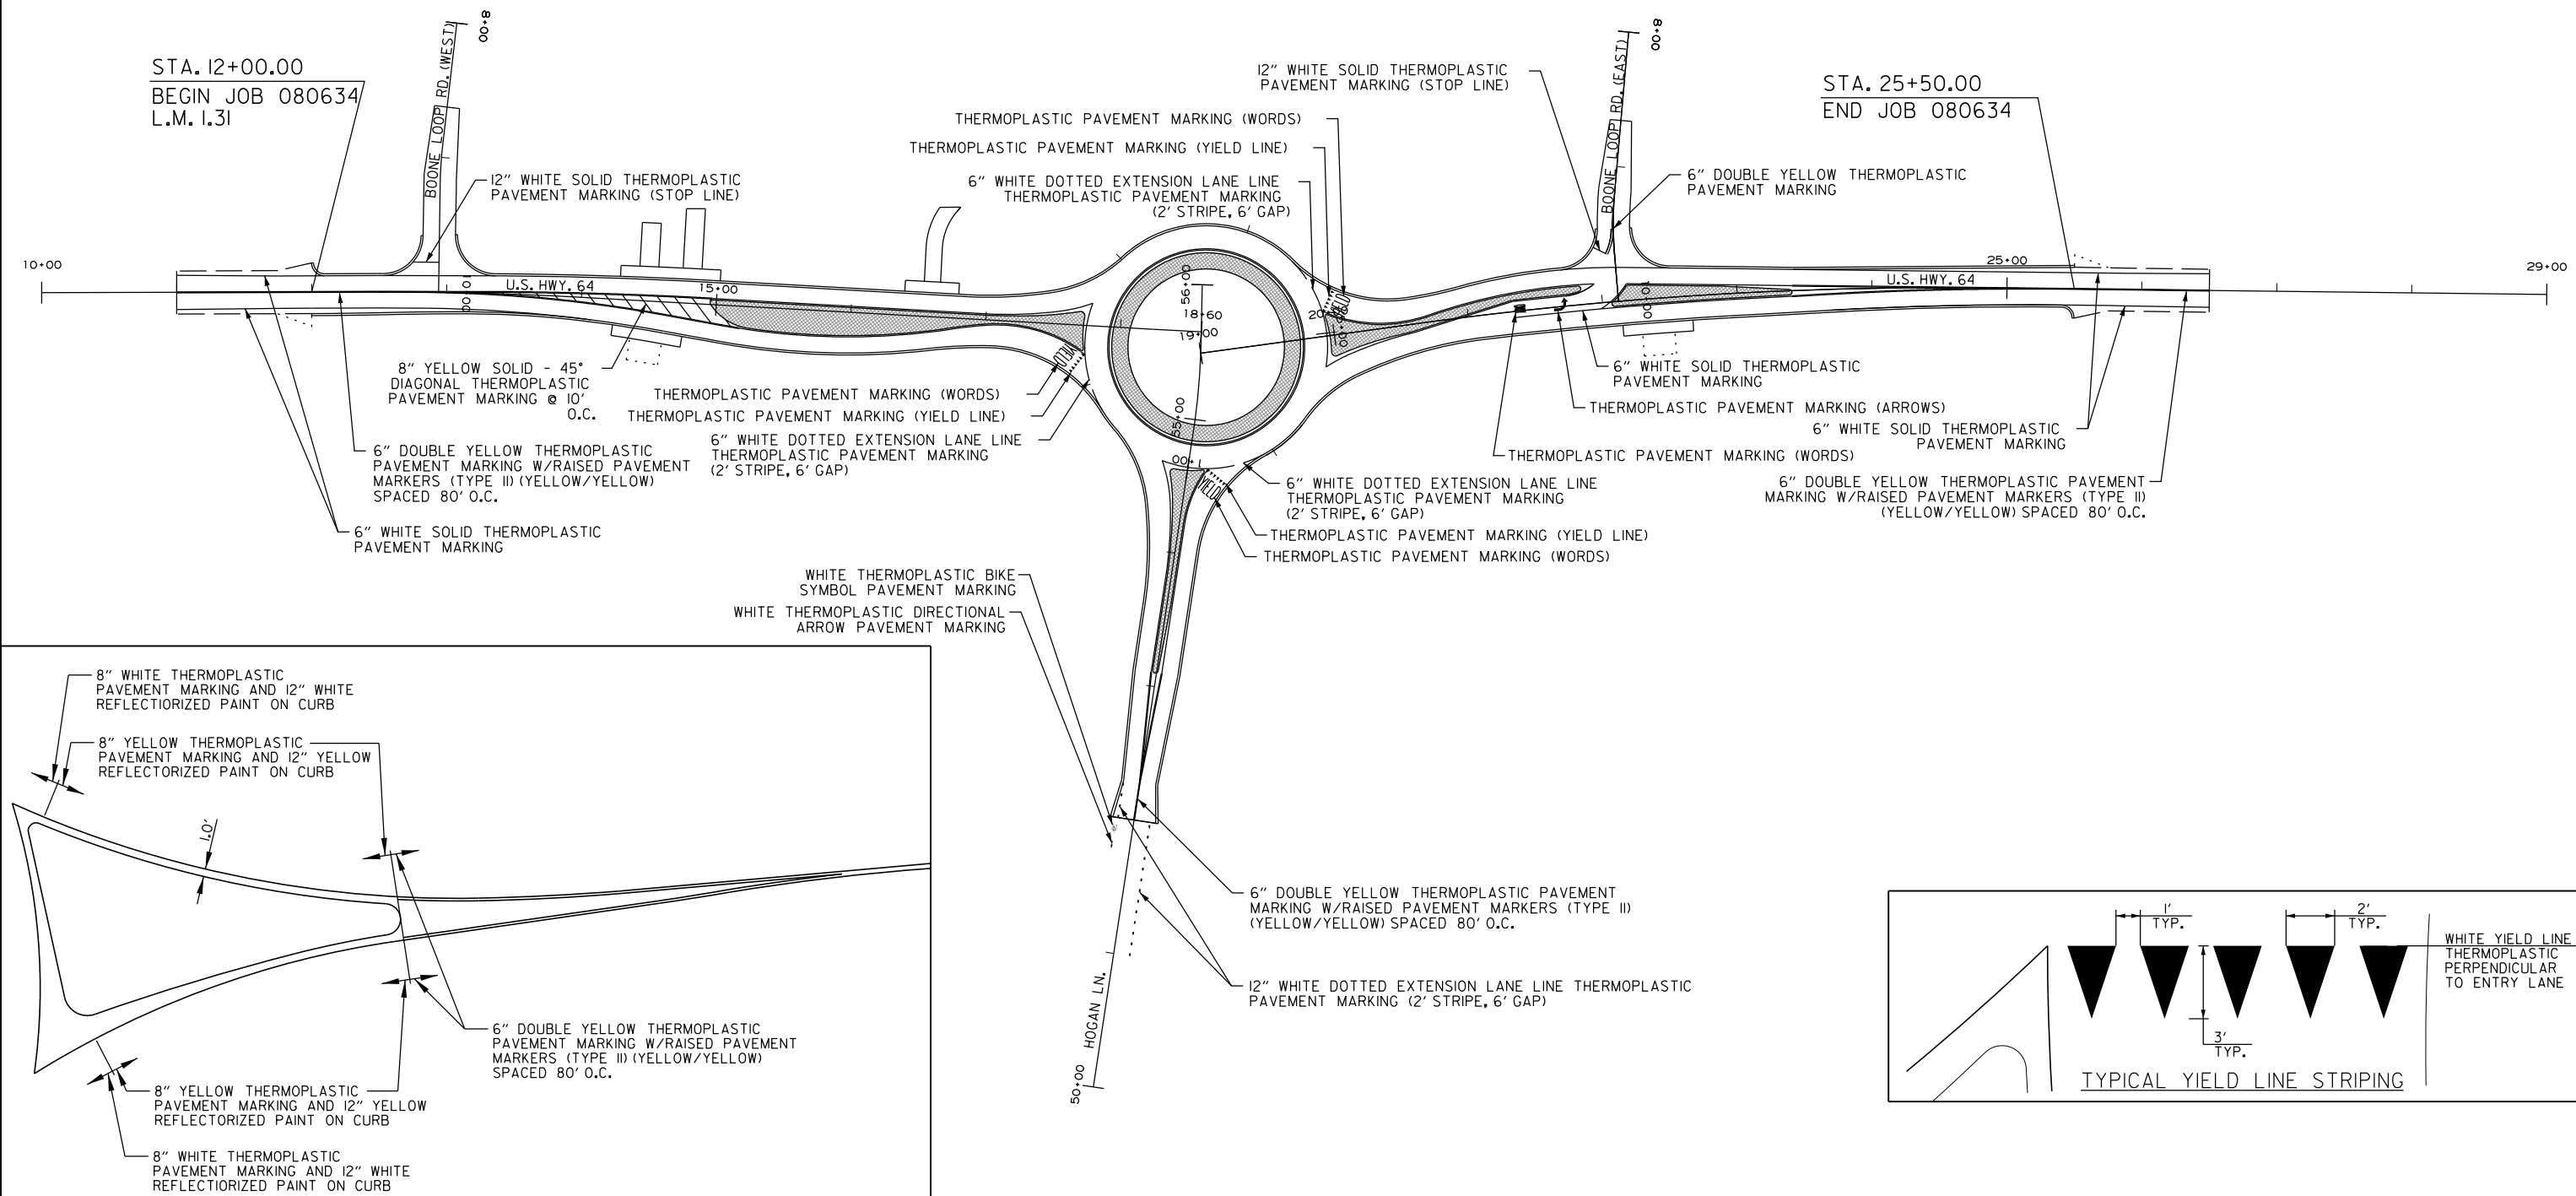 STA. 12+00.00
BEGIN JOB 080634
L.M. 1.31
BOONE LOOP RD. (WEST)
8+00
12" WHITE SOLID THERMOPLASTIC
PAVEMENT MARKING (STOP LINE)
12" WHITE SOLID THERMOPLASTIC
PAVEMENT MARKING (STOP LINE)
THERMOPLASTIC PAVEMENT MARKING (WORDS)
THERMOPLASTIC PAVEMENT MARKING (YIELD LINE)
6" WHITE DOTTED EXTENSION LANE LINE
THERMOPLASTIC PAVEMENT MARKING
(2' STRIPE, 6' GAP)
BOONE LOOP RD. (EAST)
8+00
STA. 25+50.00
END JOB 080634
6" DOUBLE YELLOW THERMOPLASTIC
PAVEMENT MARKING
10+00
10+00
U.S. HWY. 64
15+00
56+00
18+60
19+00
55+00
YIELD
10+00
U.S. HWY. 64
25+00
29+00
8" YELLOW SOLID - 45°
DIAGONAL THERMOPLASTIC
PAVEMENT MARKING @ 10'
O.C.
YIELD
THERMOPLASTIC PAVEMENT MARKING (WORDS)
THERMOPLASTIC PAVEMENT MARKING (YIELD LINE)
6" WHITE DOTTED EXTENSION LANE LINE
THERMOPLASTIC PAVEMENT MARKING
(2' STRIPE, 6' GAP)
6" DOUBLE YELLOW THERMOPLASTIC
PAVEMENT MARKING W/RAISED PAVEMENT
MARKERS (TYPE II) (YELLOW/YELLOW)
SPACED 80' O.C.
6" WHITE SOLID THERMOPLASTIC
PAVEMENT MARKING
6" WHITE SOLID THERMOPLASTIC
PAVEMENT MARKING
THERMOPLASTIC PAVEMENT MARKING (ARROWS)
6" WHITE SOLID THERMOPLASTIC
PAVEMENT MARKING
THERMOPLASTIC PAVEMENT MARKING (WORDS)
6" DOUBLE YELLOW THERMOPLASTIC PAVEMENT
MARKING W/RAISED PAVEMENT MARKERS (TYPE II)
(YELLOW/YELLOW) SPACED 80' O.C.
YIELD
6" WHITE DOTTED EXTENSION LANE LINE
THERMOPLASTIC PAVEMENT MARKING
(2' STRIPE, 6' GAP)
THERMOPLASTIC PAVEMENT MARKING (YIELD LINE)
THERMOPLASTIC PAVEMENT MARKING (WORDS)
WHITE THERMOPLASTIC BIKE
SYMBOL PAVEMENT MARKING
WHITE THERMOPLASTIC DIRECTIONAL
ARROW PAVEMENT MARKING
6" DOUBLE YELLOW THERMOPLASTIC PAVEMENT
MARKING W/RAISED PAVEMENT MARKERS (TYPE II)
(YELLOW/YELLOW) SPACED 80' O.C.
12" WHITE DOTTED EXTENSION LANE LINE THERMOPLASTIC
PAVEMENT MARKING (2' STRIPE, 6' GAP)
HOGAN LN.
50+00
8" WHITE THERMOPLASTIC
PAVEMENT MARKING AND 12" WHITE
REFLECTIORIZED PAINT ON CURB
8" YELLOW THERMOPLASTIC
PAVEMENT MARKING AND 12" YELLOW
REFLECTORIZED PAINT ON CURB
1.0'
6" DOUBLE YELLOW THERMOPLASTIC
PAVEMENT MARKING W/RAISED PAVEMENT
MARKERS (TYPE II) (YELLOW/YELLOW)
SPACED 80' O.C.
8" YELLOW THERMOPLASTIC
PAVEMENT MARKING AND 12" YELLOW
REFLECTORIZED PAINT ON CURB
8" WHITE THERMOPLASTIC
PAVEMENT MARKING AND 12" WHITE
REFLECTIORIZED PAINT ON CURB
1'
TYP.
2'
TYP.
3'
TYP.
WHITE YIELD LINE
THERMOPLASTIC
PERPENDICULAR
TO ENTRY LANE
TYPICAL YIELD LINE STRIPING